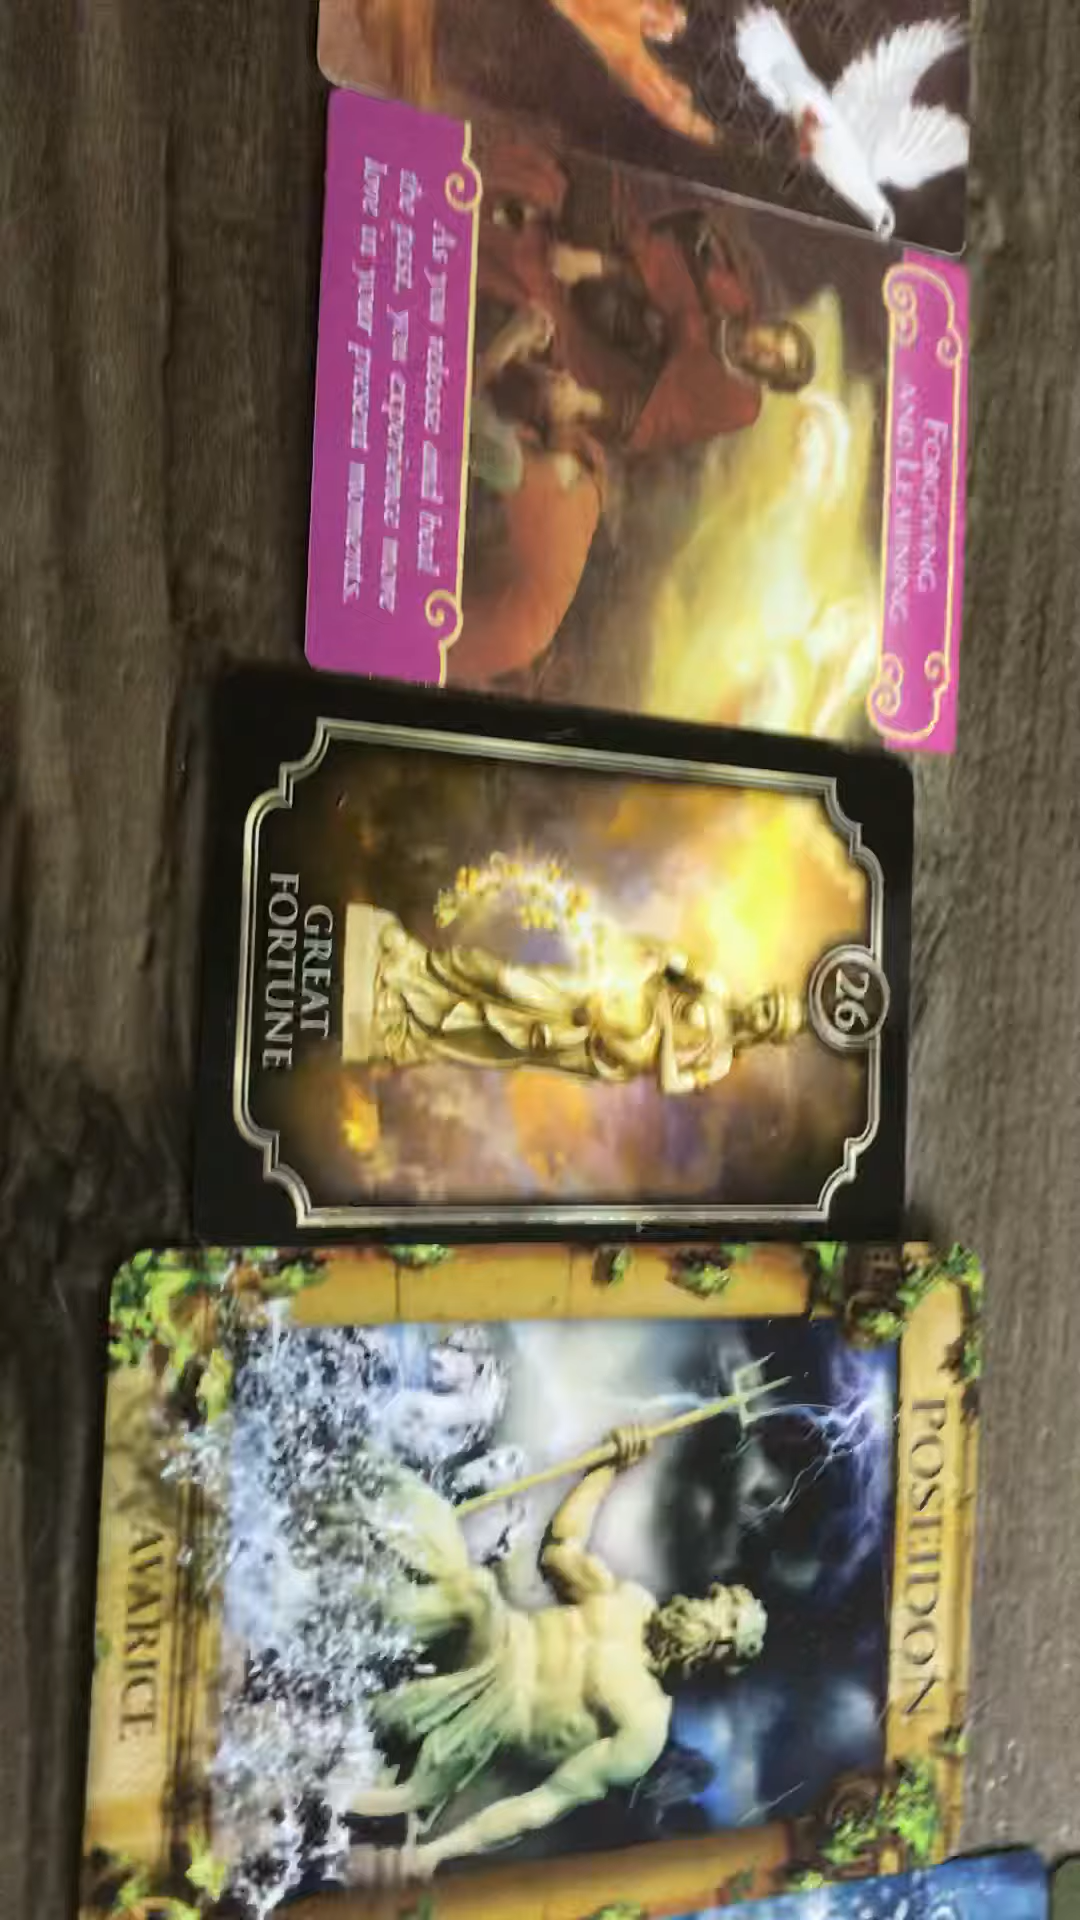 FORGIVING
AND LEARNING
As you release and heal
the past, you experience more
love in your present moments.
26
GREAT
FORTUNE
POSEIDON
AVARICE